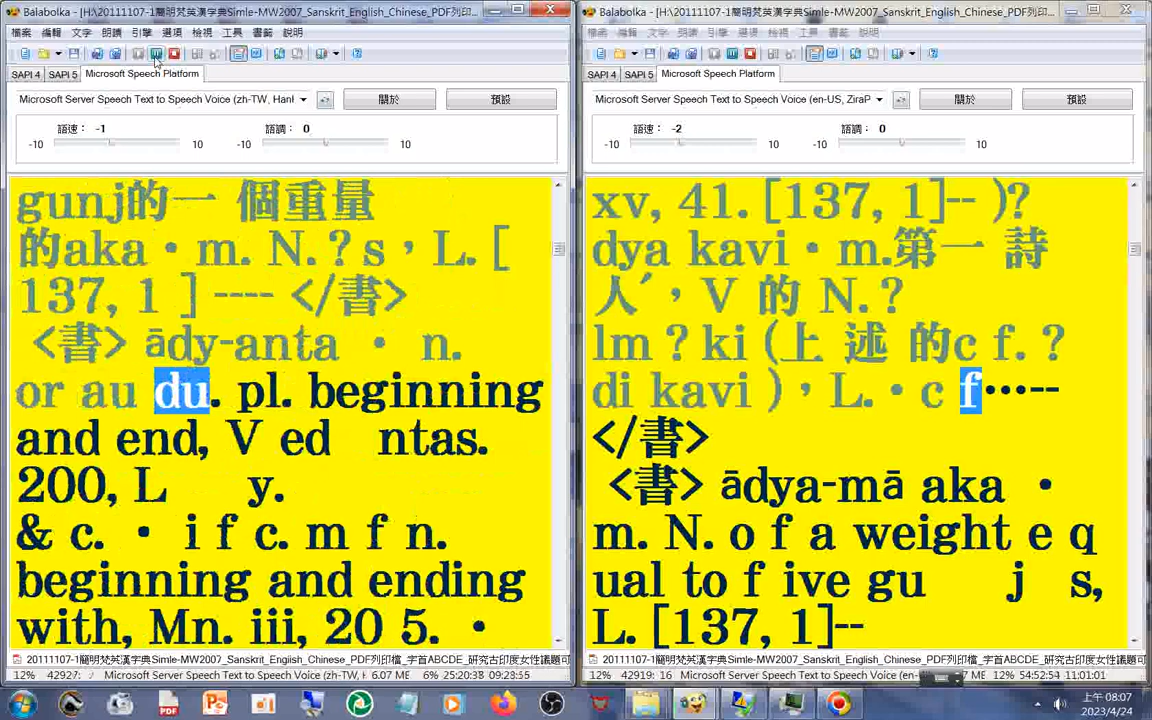 Balabolka - [H:\20111107-1簡明梵英漢字典Simle-MW2007_Sanskrit_English_Chinese_PDF列印...
檔案 編輯 文字 朗讀 引擎 選項 檢視 工具 書籤 說明
SAPI 4 SAPI 5 Microsoft Speech Platform
Microsoft Server Speech Text to Speech Voice (zh-TW, Hanl
關於 預設
語速： -1 語調： 0
-10 10 -10 10
gunj的一 個重量
的aka・m. N. ? s，L. [
137, 1 ] ---- </書>
<書> ādy-anta ・ n.
or au du. pl. beginning
and end, V ed ntas.
200, L y.
& c. ・ i f c. m f n.
beginning and ending
with, Mn. iii, 20 5. ・
20111107-1簡明梵英漢字典Simle-MW2007_Sanskrit_English_Chinese_PDF列印檔_字首ABCDE_研究古印度女性議題可
12% 42927: / Microsoft Server Speech Text to Speech Voice (zh-TW, H 6.07 ME 6% 25:20:38 09:28:55
Balabolka - [H:\20111107-1簡明梵英漢字典Simle-MW2007_Sanskrit_English_Chinese_PDF列印...
檔案 編輯 文字 朗讀 引擎 選項 檢視 工具 書籤 說明
SAPI 4 SAPI 5 Microsoft Speech Platform
Microsoft Server Speech Text to Speech Voice (en-US, ZiraP
關於 預設
語速： -2 語調： 0
-10 10 -10 10
xv, 41. [137, 1]-- )?
dya kavi・m.第一 詩
人´，V 的 N. ?
lm ? ki (上 述 的c f. ?
di kavi )，L.・c f…--
</書>
<書> ādya-mā aka ・
m. N. o f a weight e q
ual to f ive gu j s,
L. [137, 1]--
20111107-1簡明梵英漢字典Simle-MW2007_Sanskrit_English_Chinese_PDF列印檔_字首ABCDE_研究古印度女性議題可
12% 42919: 16 Microsoft Server Speech Text to Speech Voice (en-US, Z 12% 54:52:54 11:01:01
上午 08:07
2023/4/24